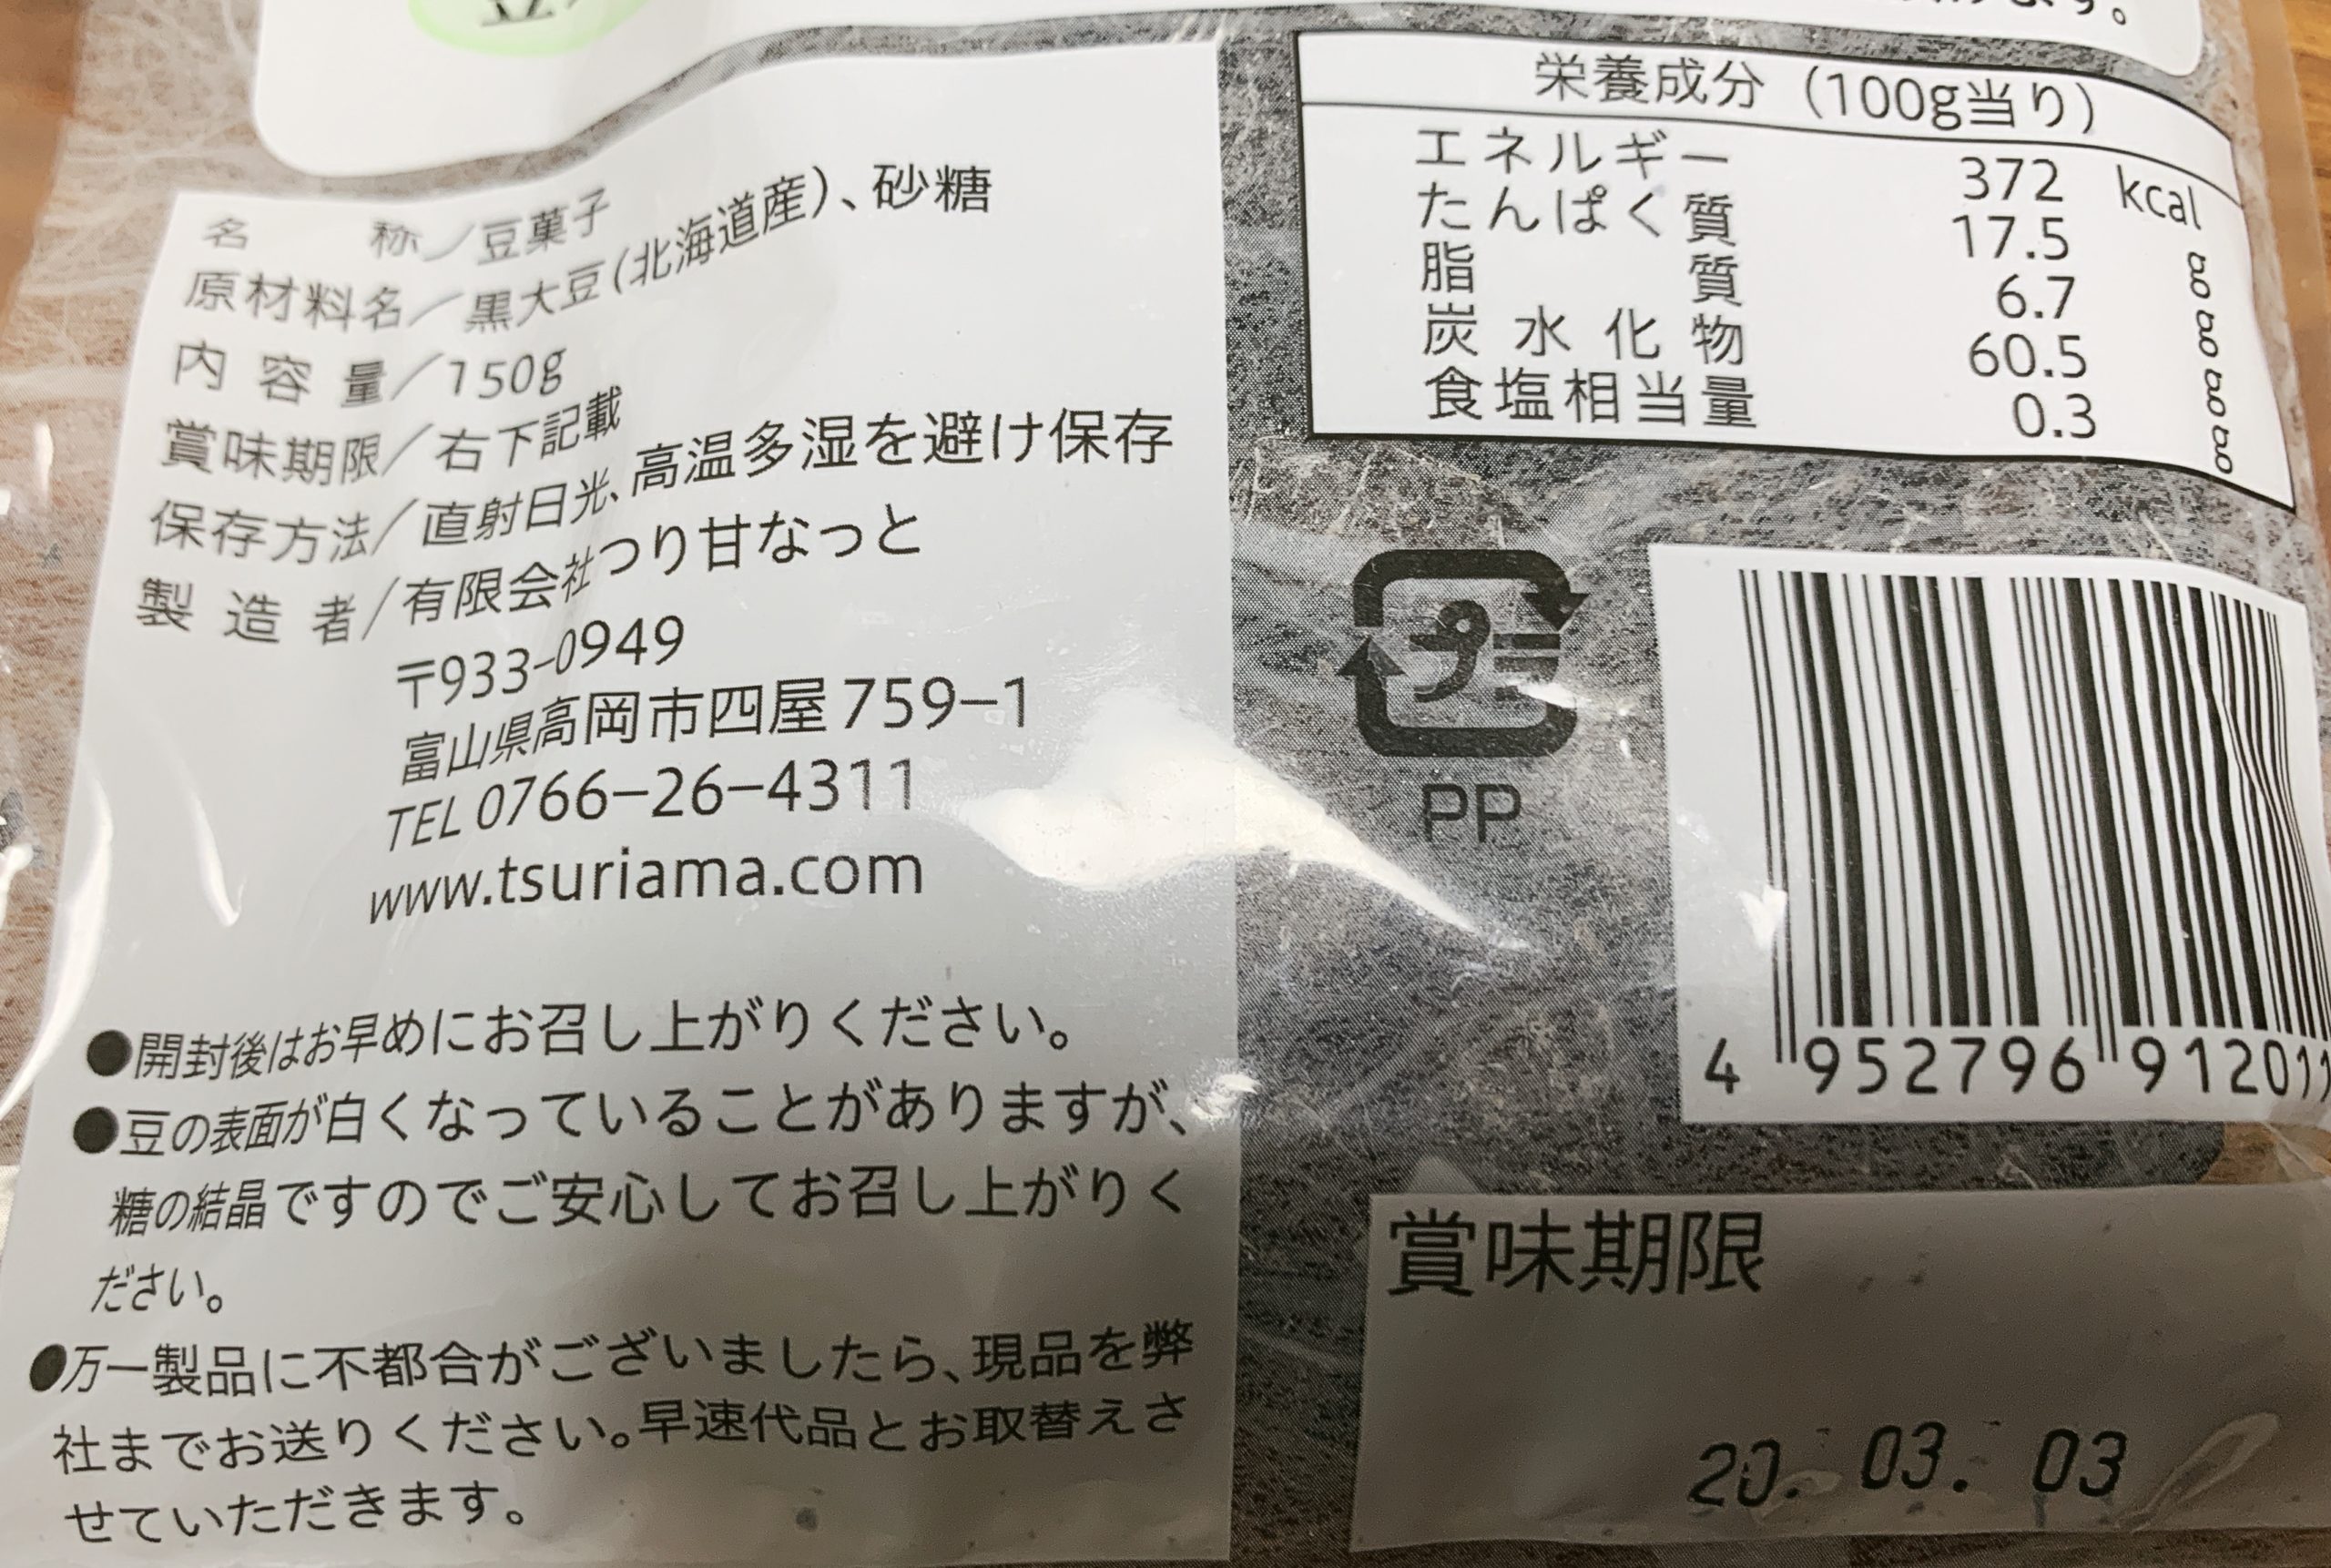 豆
ます。
名称/豆菓子
原材料名/黒大豆(北海道産)、砂糖
内容量/150g
賞味期限/右下記載
保存方法/直射日光、高温多湿を避け保存
製造者/有限会社つり甘なっと
〒933-0949
富山県高岡市四屋759-1
TEL0766-26-4311
www.tsuriama.com
●開封後はお早めにお召し上がりください。
●豆の表面が白くなっていることがありますが、
糖の結晶ですのでご安心してお召し上がりく
ださい。
●万一製品に不都合がございましたら、現品を弊
社までお送りください。早速代品とお取替えさ
せていただきます。
栄養成分(100g当り)
エネルギー 372 kcal
たんぱく質 17.5 g
脂質 6.7 g
炭水化物 60.5 g
食塩相当量 0.3 g
プラ
PP
4 952796 912011
賞味期限
20. 03. 03